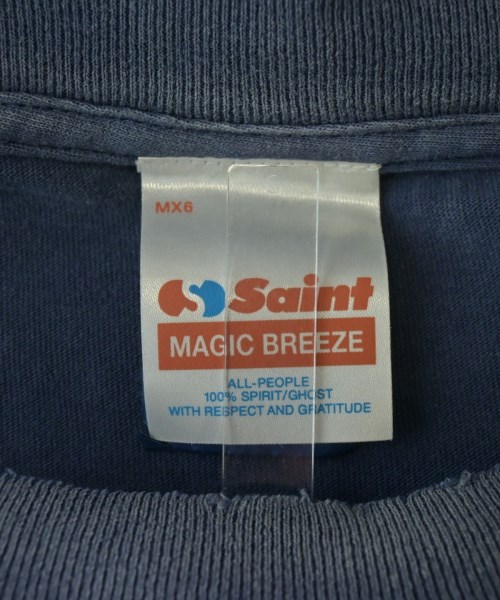 MX6
Saint
MAGIC BREEZE
ALL-PEOPLE
100% SPIRIT/GHOST
WITH RESPECT AND GRATITUDE